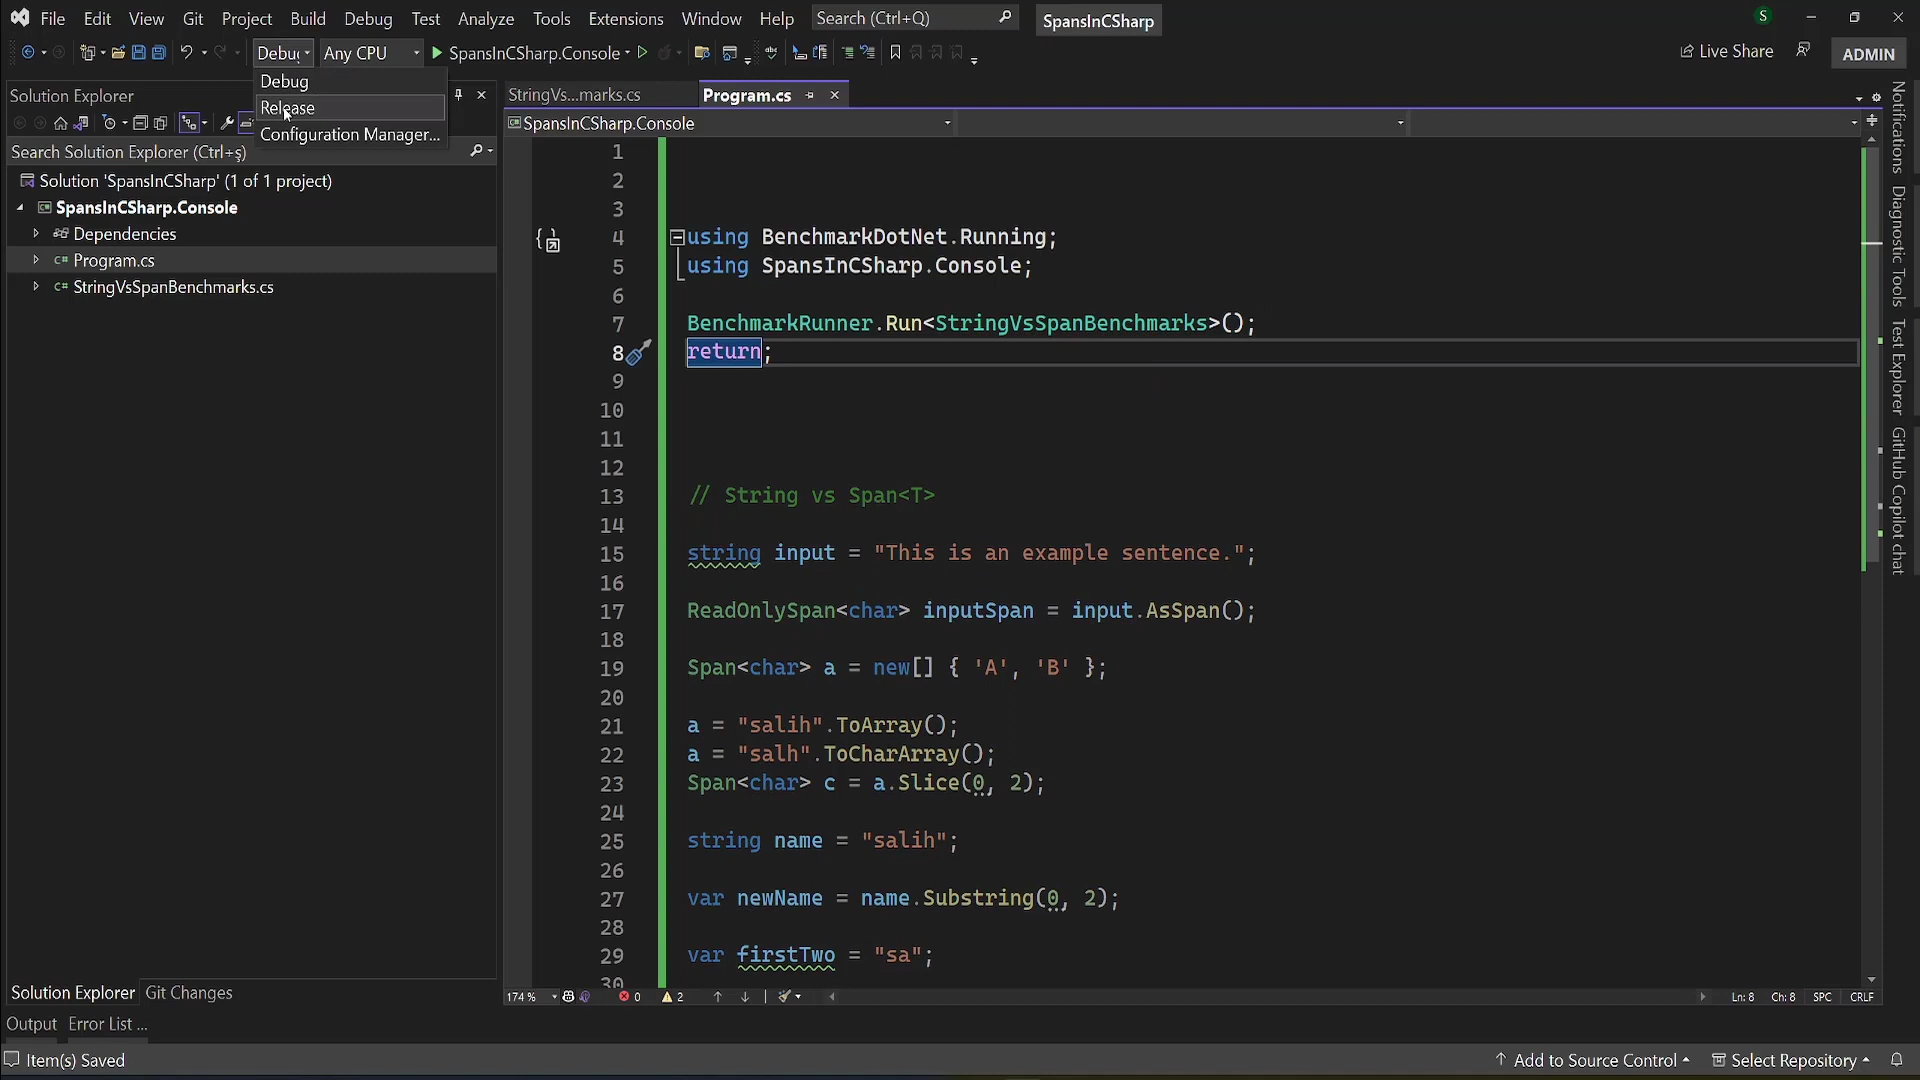 File Edit View Git Project Build Debug Test Analyze Tools Extensions Window Help Search (Ctrl+Q) SpansInCSharp S
Debug Any CPU SpansInCSharp.Console Live Share ADMIN
Debug
Release
Configuration Manager...
Solution Explorer
Search Solution Explorer (Ctrl+ş)
Solution 'SpansInCSharp' (1 of 1 project)
SpansInCSharp.Console
Dependencies
C# Program.cs
C# StringVsSpanBenchmarks.cs
StringVs...marks.cs Program.cs
SpansInCSharp.Console
1
2
3
4 using BenchmarkDotNet.Running;
5 using SpansInCSharp.Console;
6
7 BenchmarkRunner.Run<StringVsSpanBenchmarks>();
8 return;
9
10
11
12
13 // String vs Span<T>
14
15 string input = "This is an example sentence.";
16
17 ReadOnlySpan<char> inputSpan = input.AsSpan();
18
19 Span<char> a = new[] { 'A', 'B' };
20
21 a = "salih".ToArray();
22 a = "salh".ToCharArray();
23 Span<char> c = a.Slice(0, 2);
24
25 string name = "salih";
26
27 var newName = name.Substring(0, 2);
28
29 var firstTwo = "sa";
30
174 % 0 2 Ln: 8 Ch: 8 SPC CRLF
Notifications
Diagnostic Tools
Test Explorer
GitHub Copilot chat
Solution Explorer Git Changes
Output Error List ...
Item(s) Saved Add to Source Control Select Repository